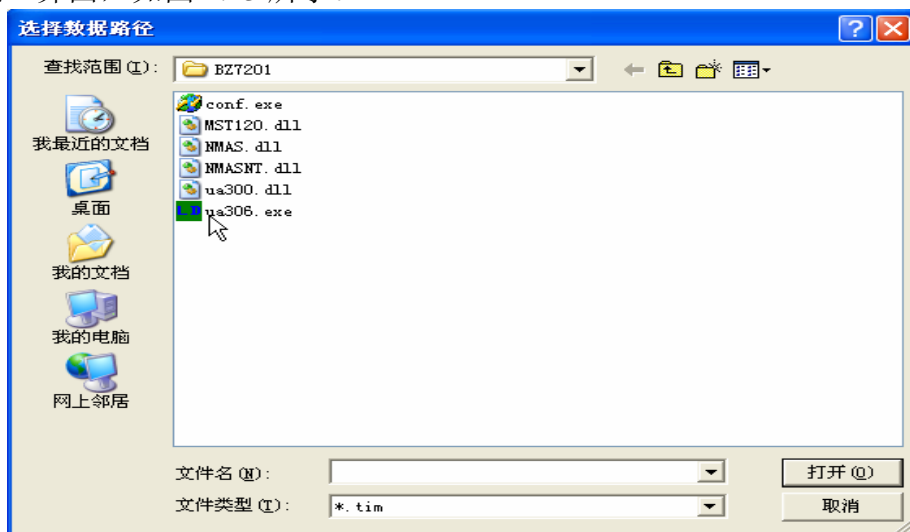 选择数据路径
查找范围(I):
BZ7201
conf.exe
MST120.dll
NMAS.dll
NMASNT.dll
ua300.dll
ua306.exe
我最近的文档
桌面
我的文档
我的电脑
网上邻居
文件名(N):
打开(O)
文件类型(T):
*.tim
取消